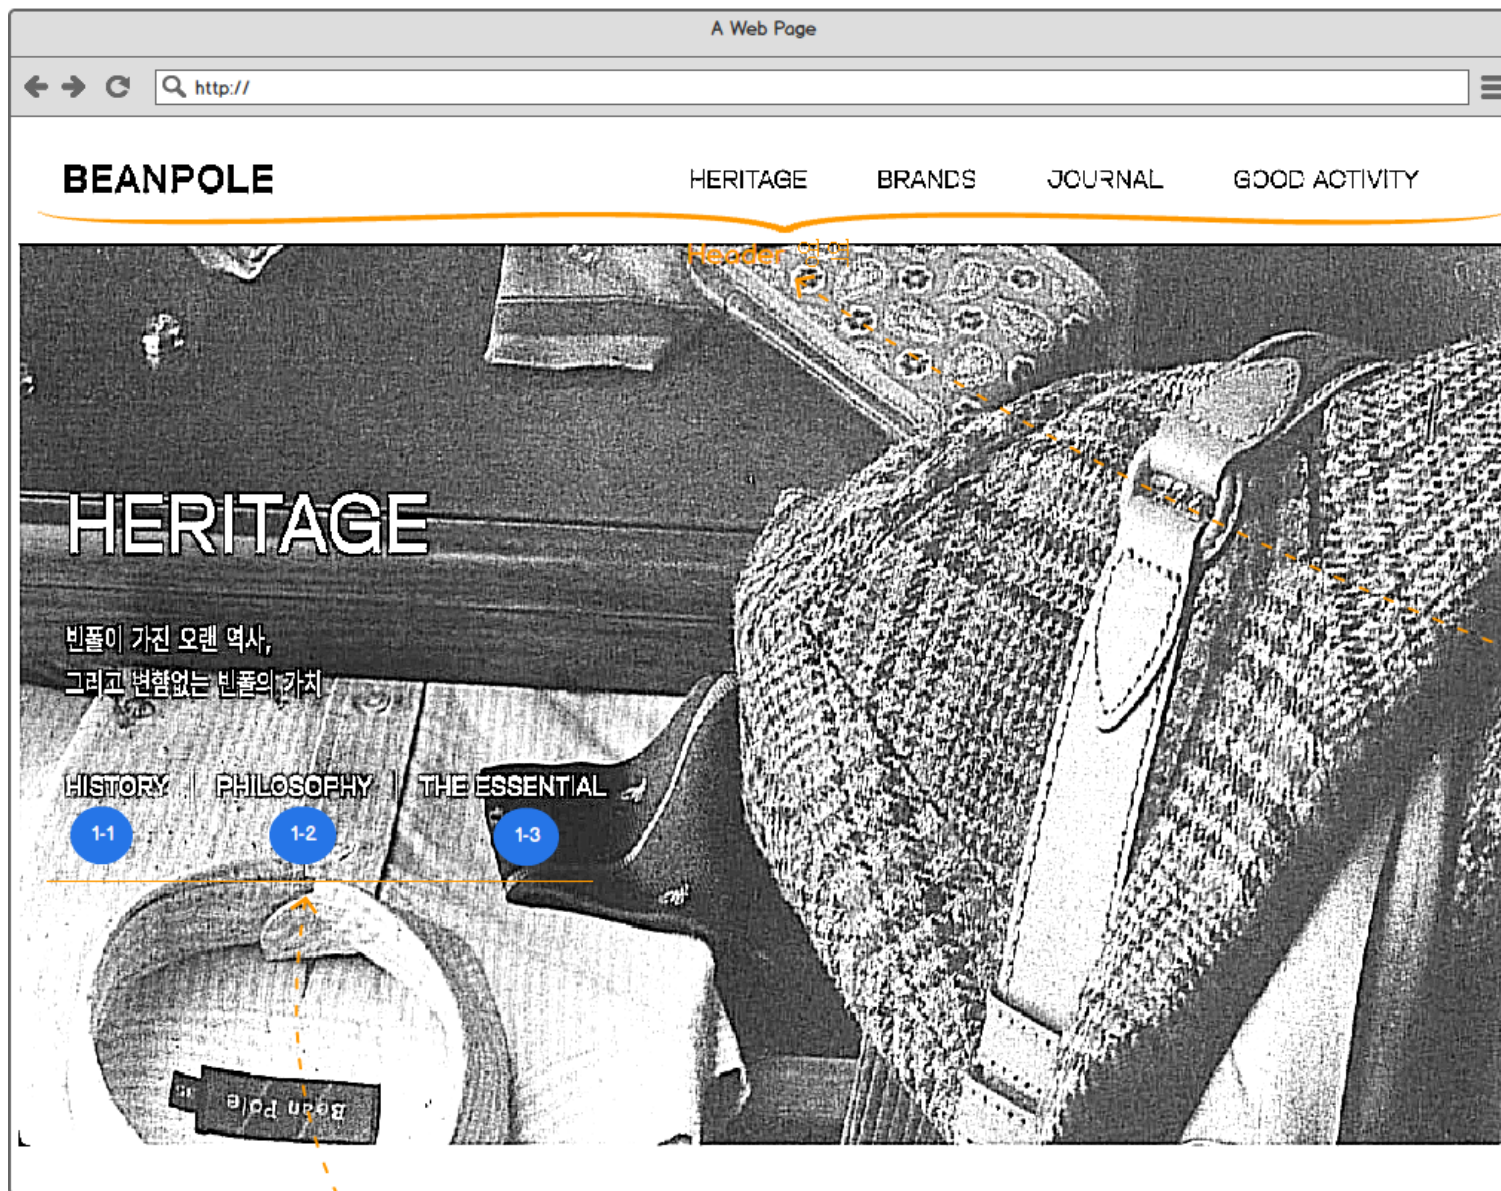 A Web Page
http://
BEANPOLE HERITAGE BRANDS JOURNAL GOOD ACTIVITY
Header 영역
HERITAGE
빈폴이 가진 오랜 역사,
그리고 변함없는 빈폴의 가치
HISTORY | PHILOSOPHY | THE ESSENTIAL
1-1 1-2 1-3
Bean Pole